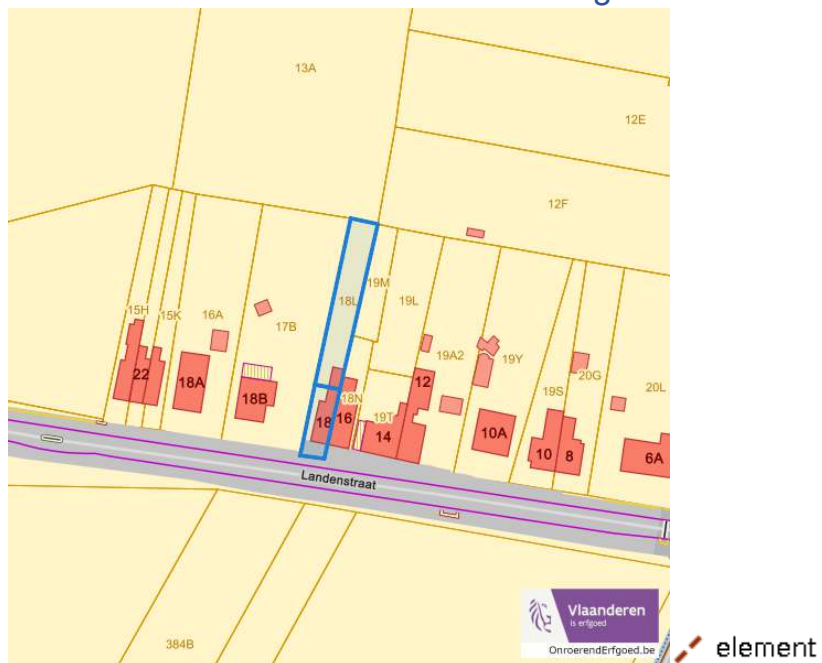 13A
12E
12F
19M
18L
19L
15H
15K
16A
17B
19A2
19Y
20G
19S
20L
22
18A
18B
18N
12
18
16
19T
14
10A
10
8
6A
Landenstraat
384B
Vlaanderen
is erfgoed
OnroerendErfgoed.be
element